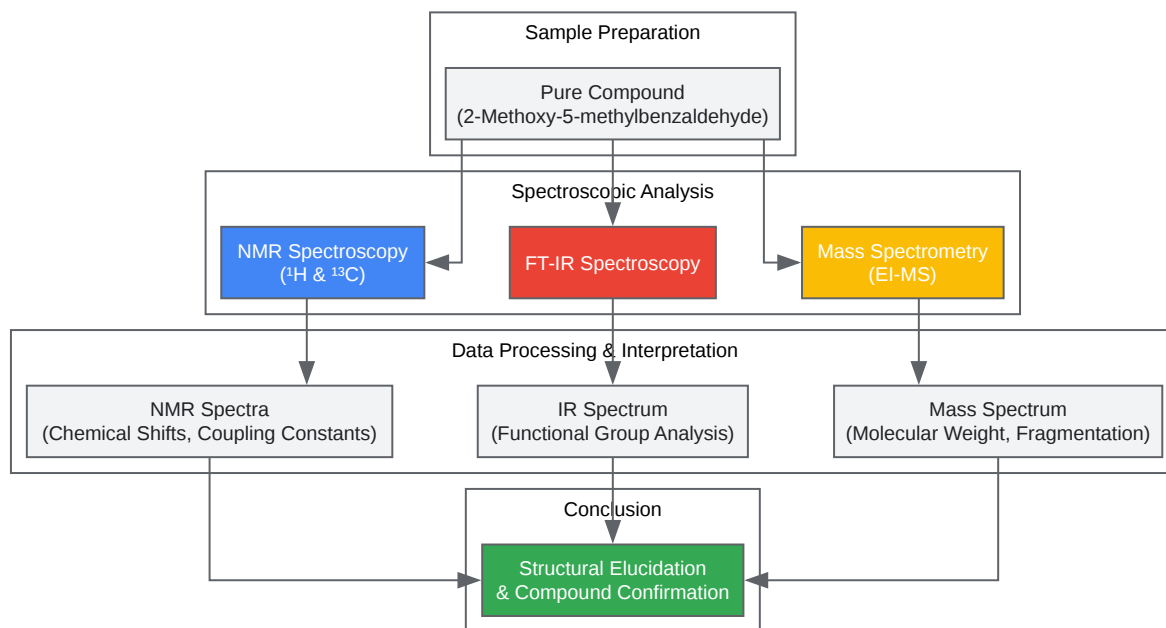 Sample Preparation
Pure Compound
(2-Methoxy-5-methylbenzaldehyde)
Spectroscopic Analysis
NMR Spectroscopy
(¹H & ¹³C)
FT-IR Spectroscopy
Mass Spectrometry
(EI-MS)
Data Processing & Interpretation
NMR Spectra
(Chemical Shifts, Coupling Constants)
IR Spectrum
(Functional Group Analysis)
Mass Spectrum
(Molecular Weight, Fragmentation)
Conclusion
Structural Elucidation
& Compound Confirmation